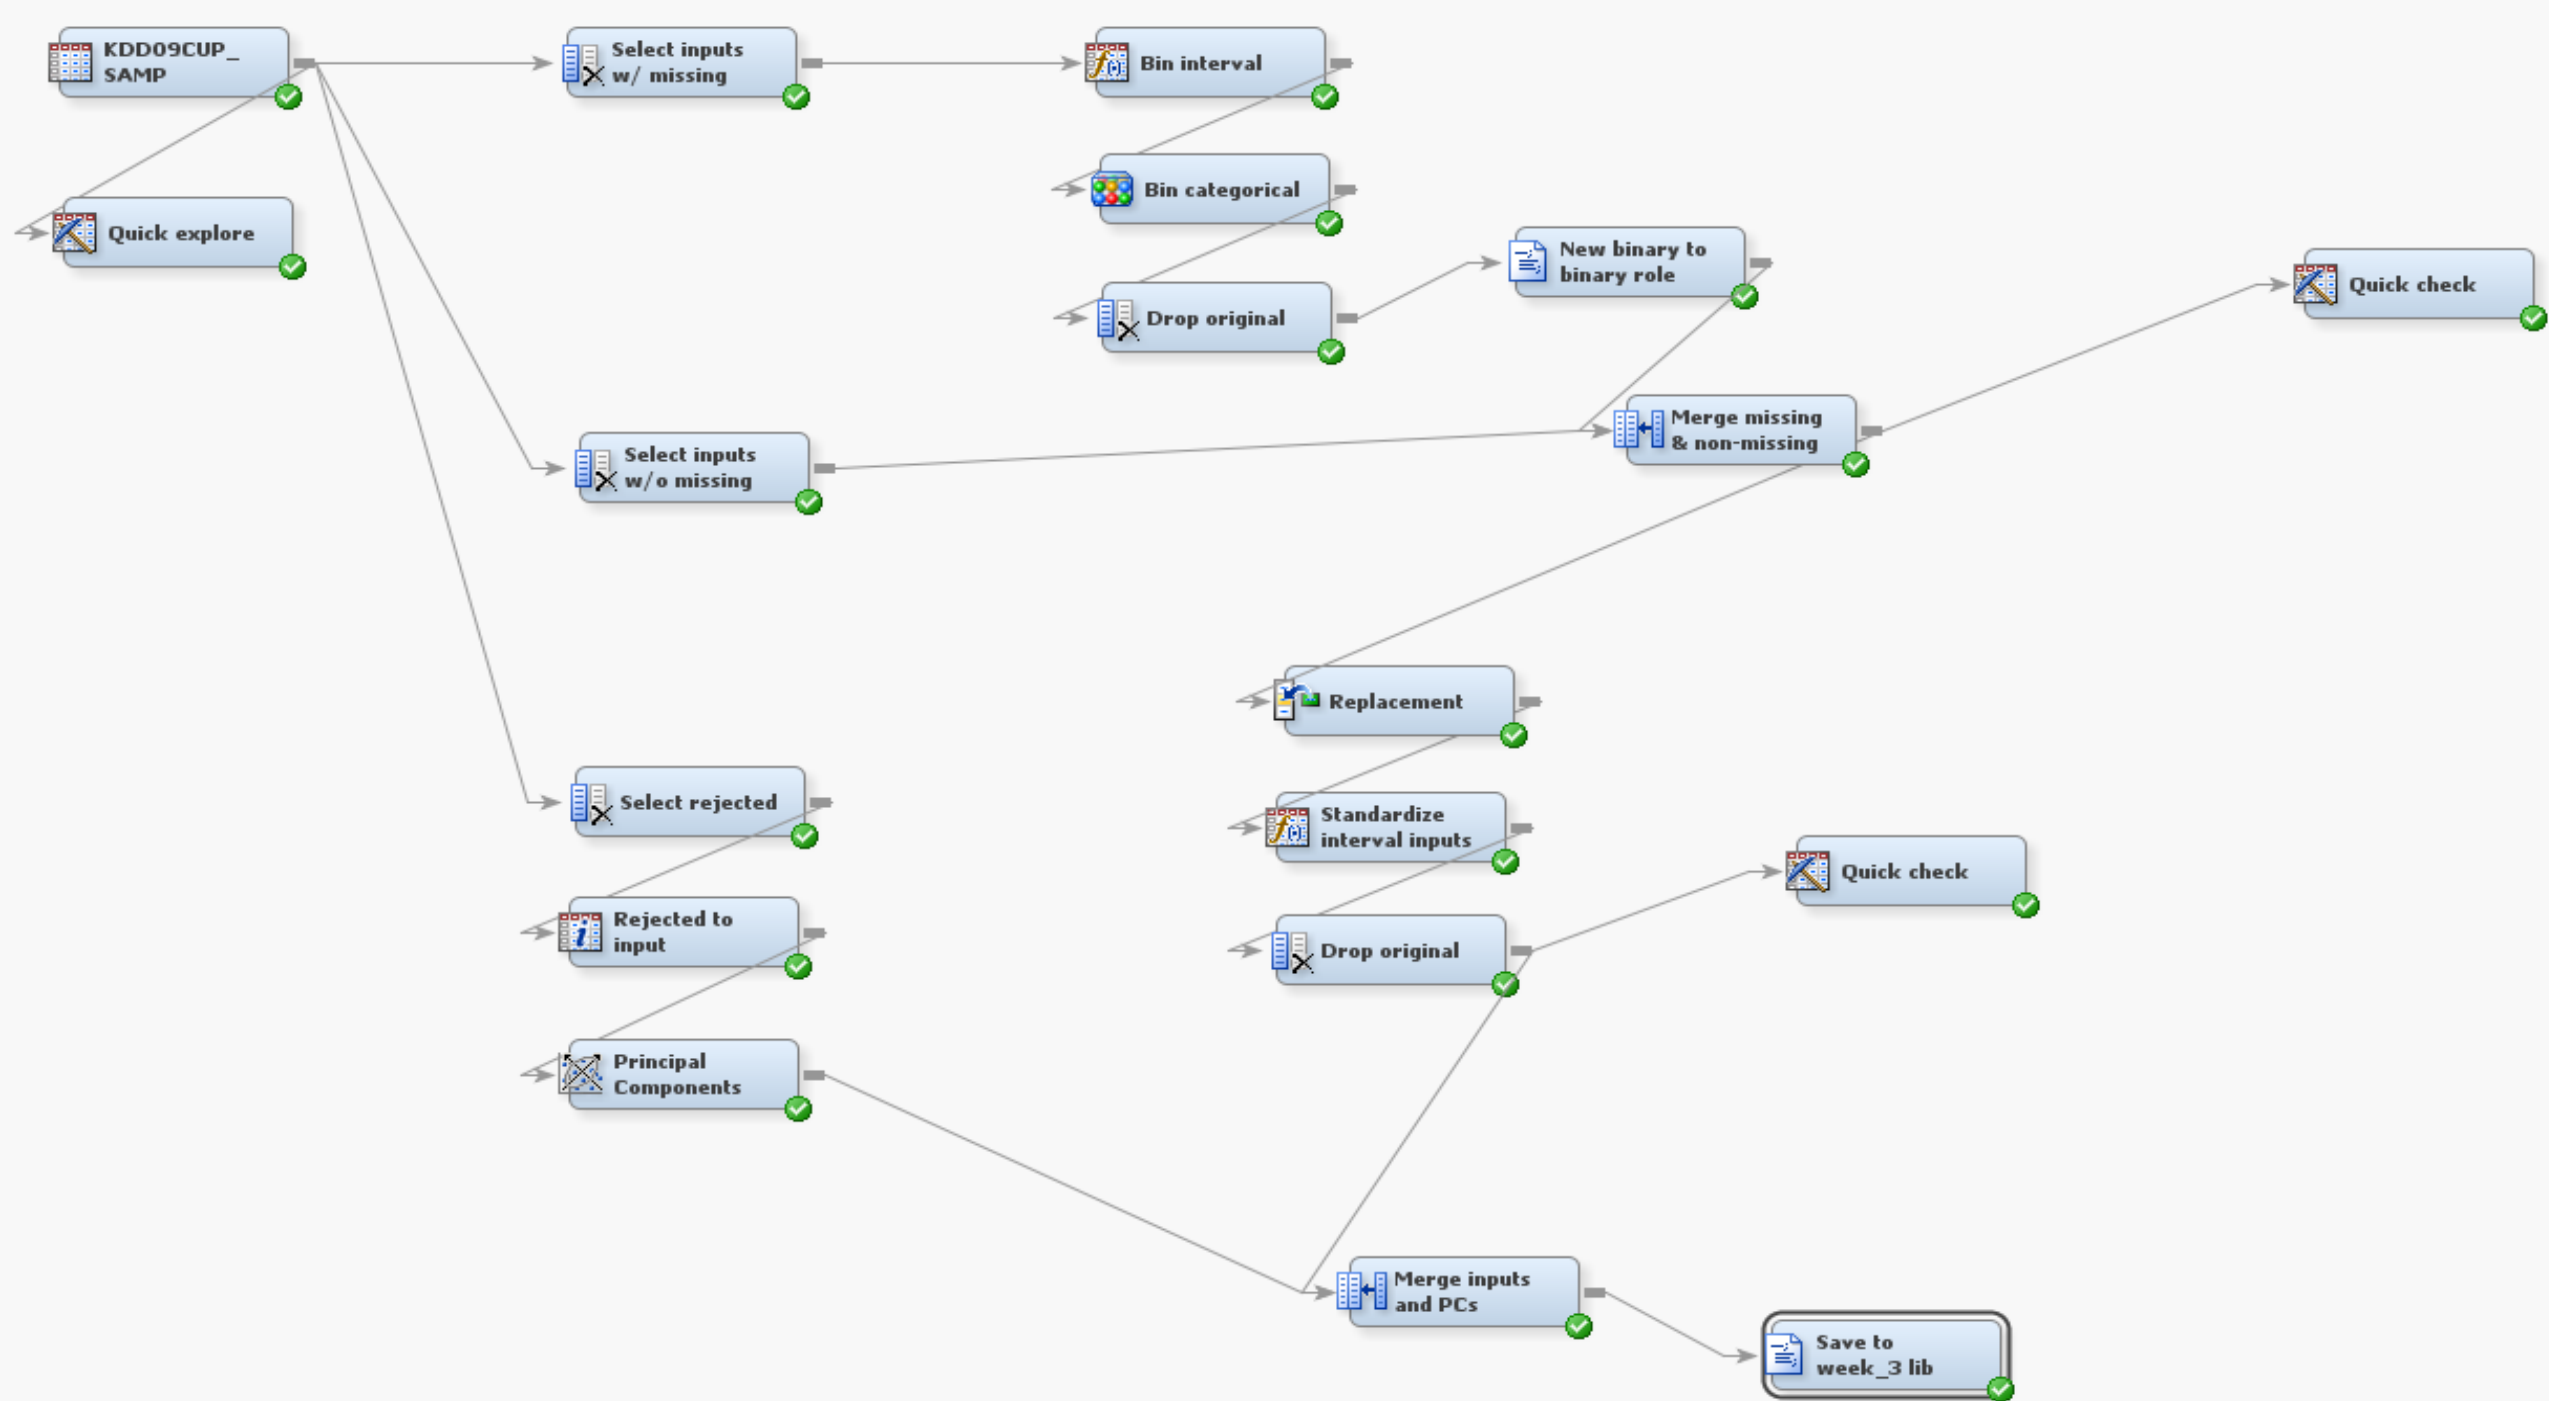 KDD09CUP_
SAMP
Select inputs
w/ missing
Bin interval
Bin categorical
Quick explore
New binary to
binary role
Quick check
Drop original
Merge missing
& non-missing
Select inputs
w/o missing
Replacement
Select rejected
Standardize
interval inputs
Quick check
Rejected to
input
Drop original
Principal
Components
Merge inputs
and PCs
Save to
week_3 lib